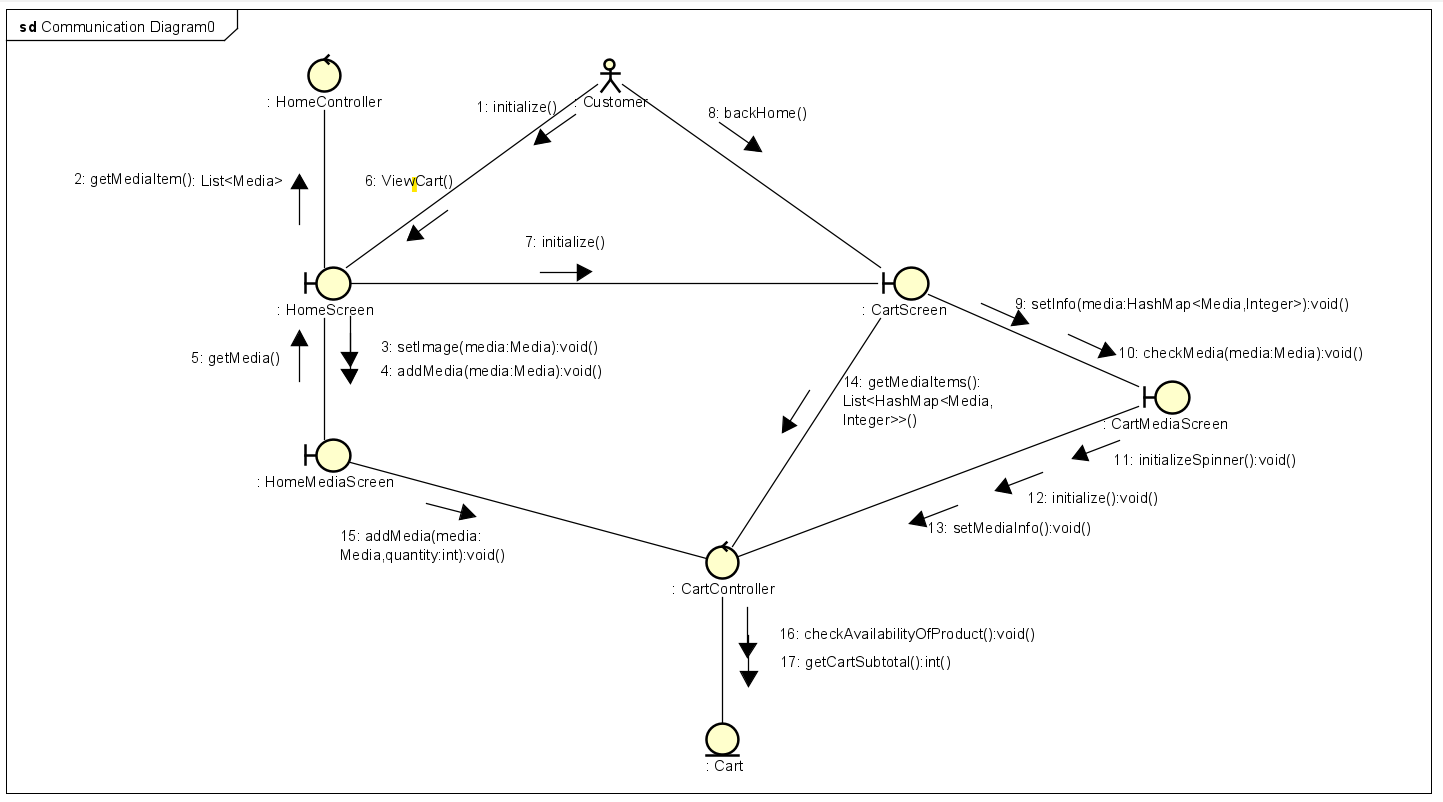 sd Communication Diagram0
: HomeController
: Customer
1: initialize()
8: backHome()
2: getMediaItem(): List<Media>
6: ViewCart()
7: initialize()
: HomeScreen
: CartScreen
9: setInfo(media:HashMap<Media,Integer>):void()
10: checkMedia(media:Media):void()
5: getMedia()
3: setImage(media:Media):void()
4: addMedia(media:Media):void()
14: getMediaItems():
List<HashMap<Media,
Integer>>()
: CartMediaScreen
: HomeMediaScreen
11: initializeSpinner():void()
12: initialize():void()
13: setMediaInfo():void()
15: addMedia(media:
Media,quantity:int):void()
: CartController
16: checkAvailabilityOfProduct():void()
17: getCartSubtotal():int()
: Cart